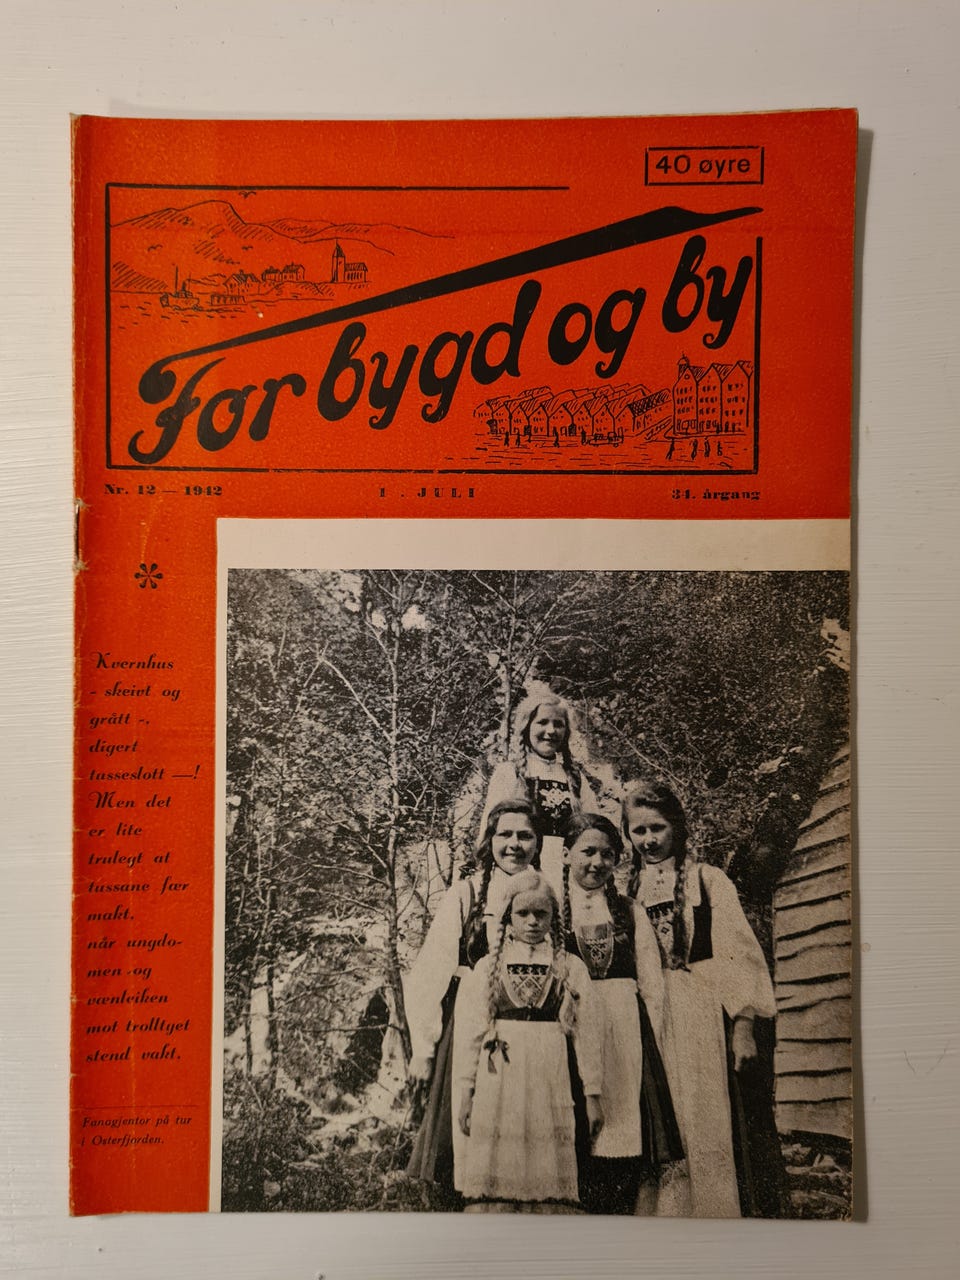 40 øyre
For bygd og by
Nr. 12 — 1942 1. JULI 34. årgang
Kvernhus
- skeivt og
grått -,
digert
tusseslott —!
Men det
er lite
trulegt at
tussane fær
makt.
når ungdo-
men og
vænleiken
mot trolltyet
stend vakt.
Fanagjentor på tur
i Osterfjorden.